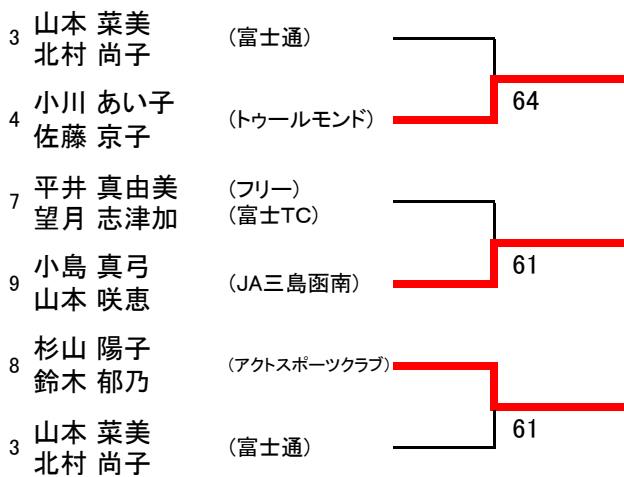 3 山本 菜美 (富士通)
北村 尚子
64
4 小川 あい子 (トゥールモンド)
佐藤 京子
7 平井 真由美 (フリー)
望月 志津加 (富士TC)
61
9 小島 真弓 (JA三島函南)
山本 咲恵
8 杉山 陽子 (アクトスポーツクラブ)
鈴木 郁乃
61
3 山本 菜美 (富士通)
北村 尚子